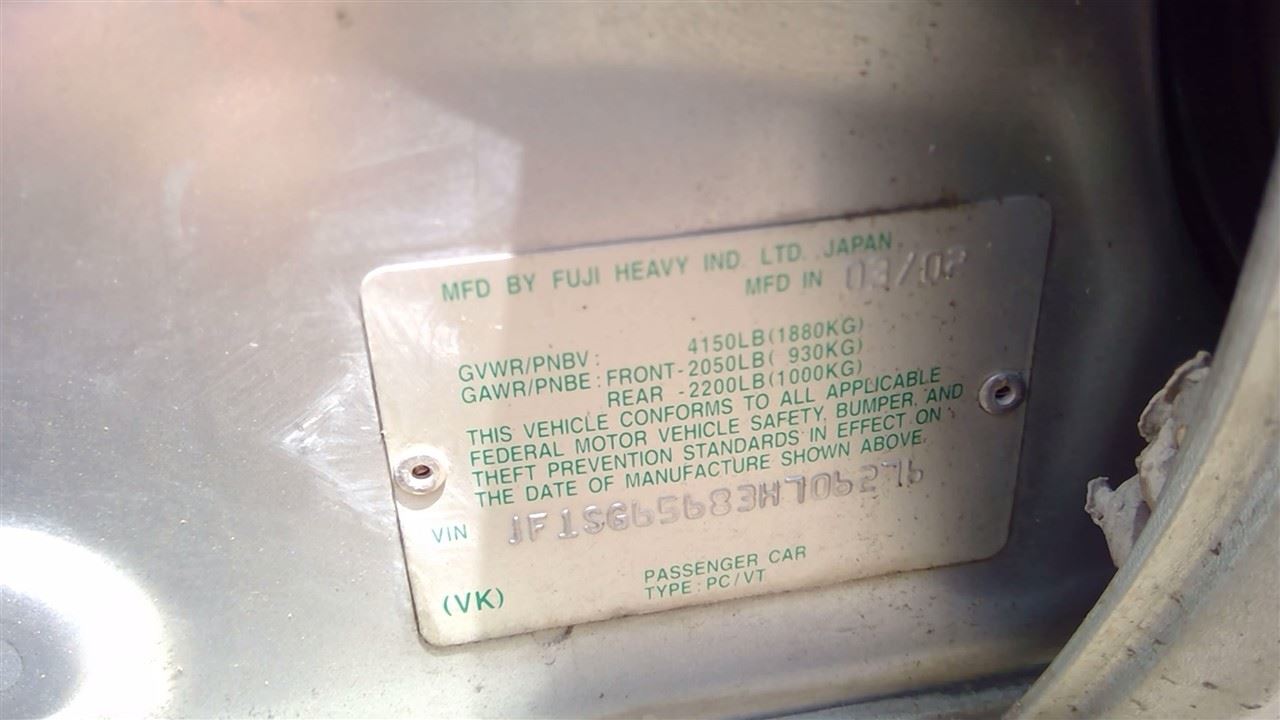 MFD BY FUJI HEAVY IND. LTD. JAPAN
MFD IN 03/02
GVWR/PNBV: 4150LB(1880KG)
GAWR/PNBE: FRONT-2050LB( 930KG)
REAR -2200LB(1000KG)
THIS VEHICLE CONFORMS TO ALL APPLICABLE
FEDERAL MOTOR VEHICLE SAFETY, BUMPER, AND
THEFT PREVENTION STANDARDS IN EFFECT ON
THE DATE OF MANUFACTURE SHOWN ABOVE.
VIN JF1SG65683H706276
PASSENGER CAR
(VK) TYPE: PC/VT